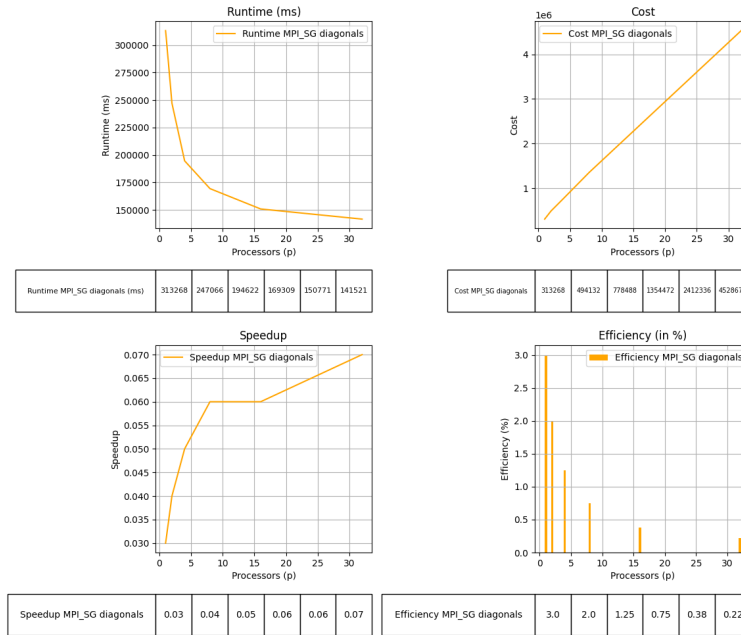 Runtime (ms)
Runtime MPI_SG diagonals
300000
275000
250000
225000
200000
175000
150000
Runtime (ms)
0 5 10 15 20 25 30
Processors (p)
Runtime MPI_SG diagonals (ms) 313268 247066 194622 169309 150771 141521
Cost
1e6
Cost MPI_SG diagonals
4
3
2
1
Cost
0 5 10 15 20 25 30
Processors (p)
Cost MPI_SG diagonals 313268 494132 778488 1354472 2412336 452867
Speedup
Speedup MPI_SG diagonals
0.070
0.065
0.060
0.055
0.050
0.045
0.040
0.035
0.030
Speedup
0 5 10 15 20 25 30
Processors (p)
Speedup MPI_SG diagonals 0.03 0.04 0.05 0.06 0.06 0.07
Efficiency (in %)
Efficiency MPI_SG diagonals
3.0
2.5
2.0
1.5
1.0
0.5
0.0
Efficiency (%)
0 5 10 15 20 25 30
Processors (p)
Efficiency MPI_SG diagonals 3.0 2.0 1.25 0.75 0.38 0.22